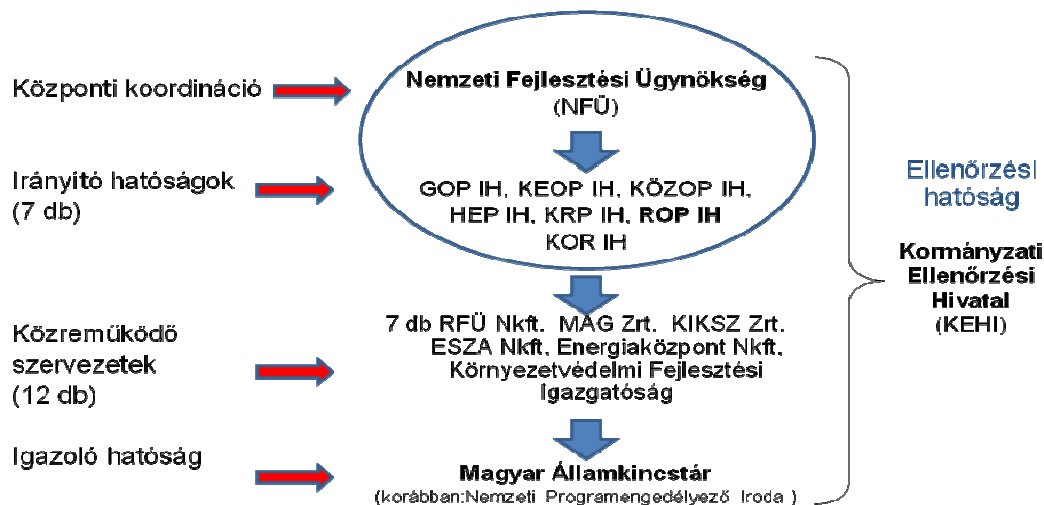 Központi koordináció
Nemzeti Fejlesztési Ügynökség
(NFÜ)
Irányító hatóságok
(7 db)
GOP IH, KEOP IH, KÖZOP IH,
HEP IH, KRP IH, ROP IH
KOR IH
Közreműködő
szervezetek
(12 db)
7 db RFÜ Nkft. MAG Zrt. KIKSZ Zrt.
ESZA Nkft, Energiaközpont Nkft,
Környezetvédelmi Fejlesztési
Igazgatóság
Igazoló hatóság
Magyar Államkincstár
(korábban:Nemzeti Programengedélyező Iroda )
Ellenőrzési
hatóság
Kormányzati
Ellenőrzési
Hivatal
(KEHI)